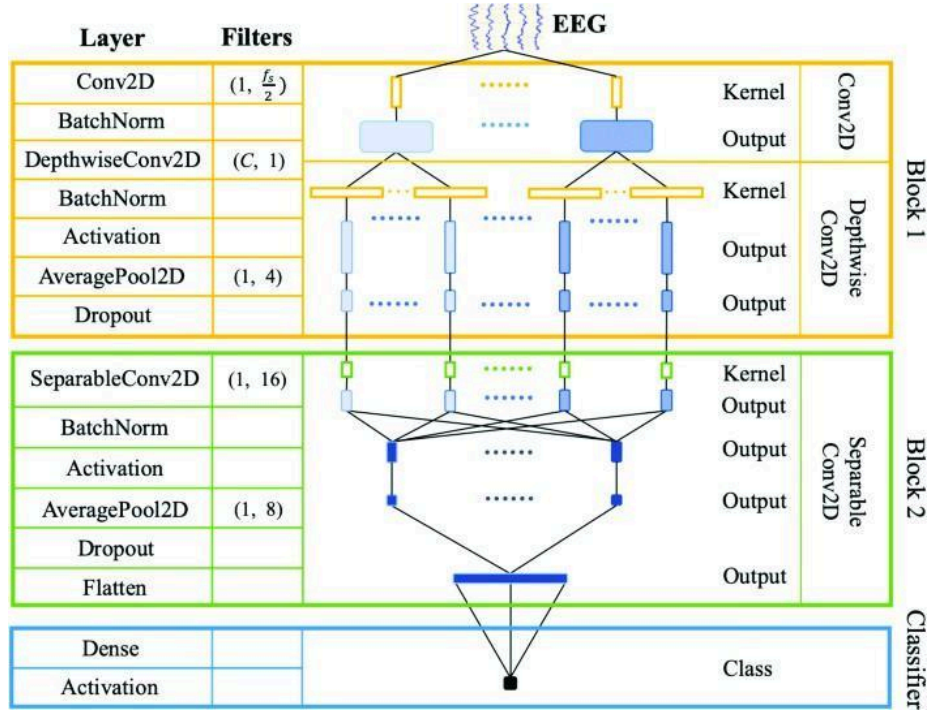 EEG
Layer Filters
Conv2D (1, fs/2) Kernel Conv2D
BatchNorm Output
DepthwiseConv2D (C, 1)
BatchNorm Kernel Depthwise Conv2D
Activation Output
AveragePool2D (1, 4) Output
Dropout
Block 1
SeparableConv2D (1, 16) Kernel
Output
BatchNorm Output Separable Conv2D
Activation
AveragePool2D (1, 8) Output
Dropout
Flatten Output
Block 2
Dense Class
Activation
Classifier